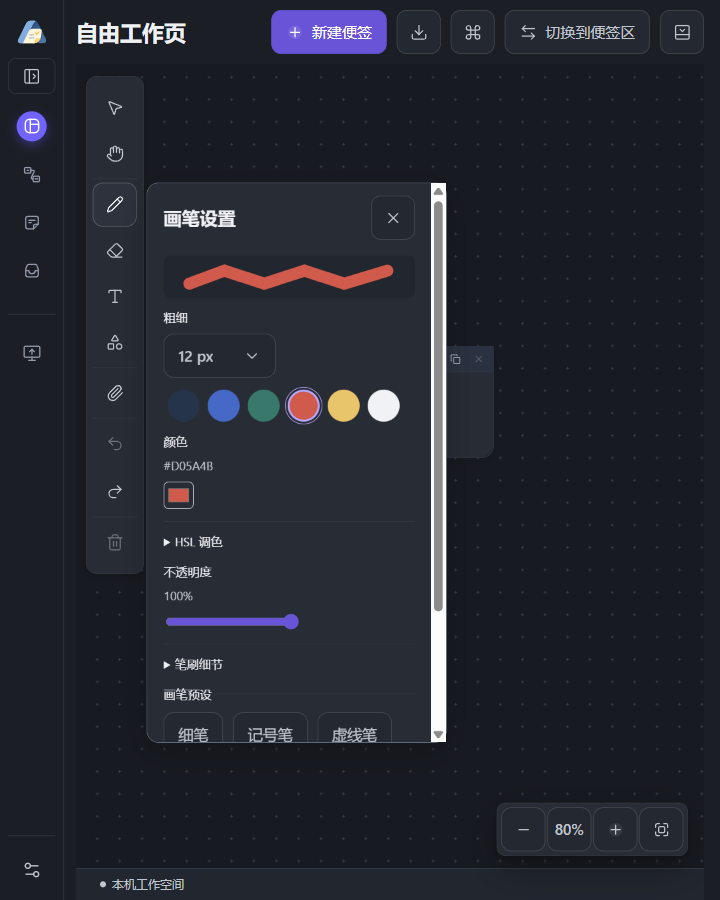 自由工作页
新建便签
切换到便签区
画笔设置
粗细
12 px
颜色
#D05A4B
HSL 调色
不透明度
100%
笔刷细节
画笔预设
细笔
记号笔
虚线笔
80%
本机工作空间